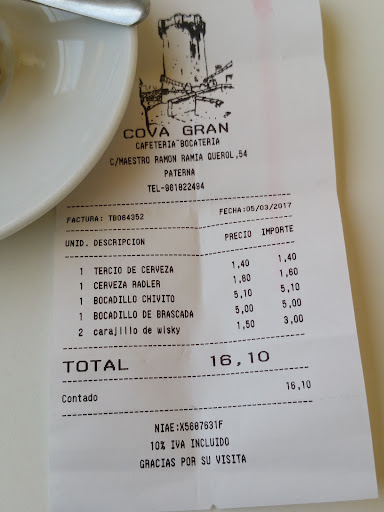 COVA GRAN
CAFETERIA BOCATERIA
C/MAESTRO RAMON RAMIA QUEROL,54
PATERNA
TEL-961822494
FACTURA: TB064352 FECHA:05/03/2017
UNID. DESCRIPCION PRECIO IMPORTE
1 TERCIO DE CERVEZA 1,40 1,40
1 CERVEZA RADLER 1,60 1,60
1 BOCADILLO CHIVITO 5,10 5,10
1 BOCADILLO DE BRASCADA 5,00 5,00
2 carajillo de wisky 1,50 3,00
TOTAL 16,10
Contado 16,10
NIAE:X5687631F
10% IVA INCLUIDO
GRACIAS POR SU VISITA